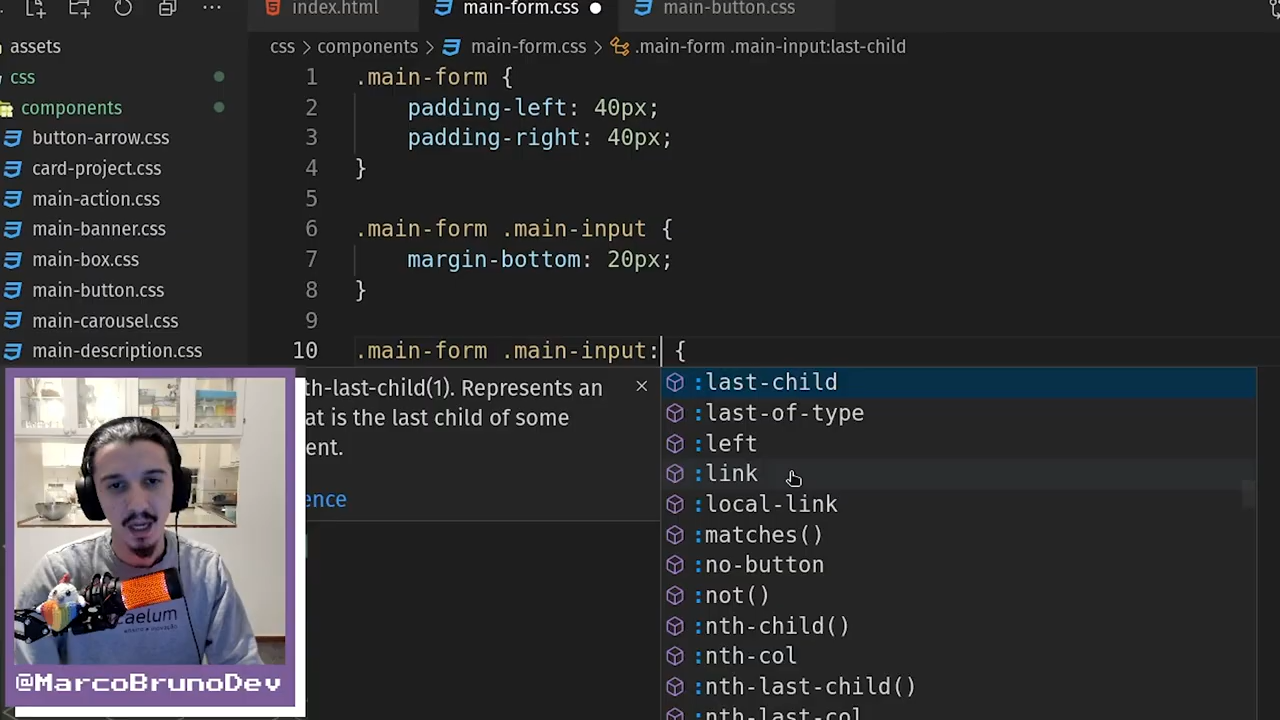 index.html
main-form.css
main-button.css
assets
css
components
button-arrow.css
card-project.css
main-action.css
main-banner.css
main-box.css
main-button.css
main-carousel.css
main-description.css
css > components > main-form.css > .main-form .main-input:last-child
1 .main-form {
2 padding-left: 40px;
3 padding-right: 40px;
4 }
5
6 .main-form .main-input {
7 margin-bottom: 20px;
8 }
9
10 .main-form .main-input: {
th-last-child(1). Represents an
at is the last child of some
ent.
ence
:last-child
:last-of-type
:left
:link
:local-link
:matches()
:no-button
:not()
:nth-child()
:nth-col
:nth-last-child()
:nth-last-col
caelum
@MarcoBrunoDev